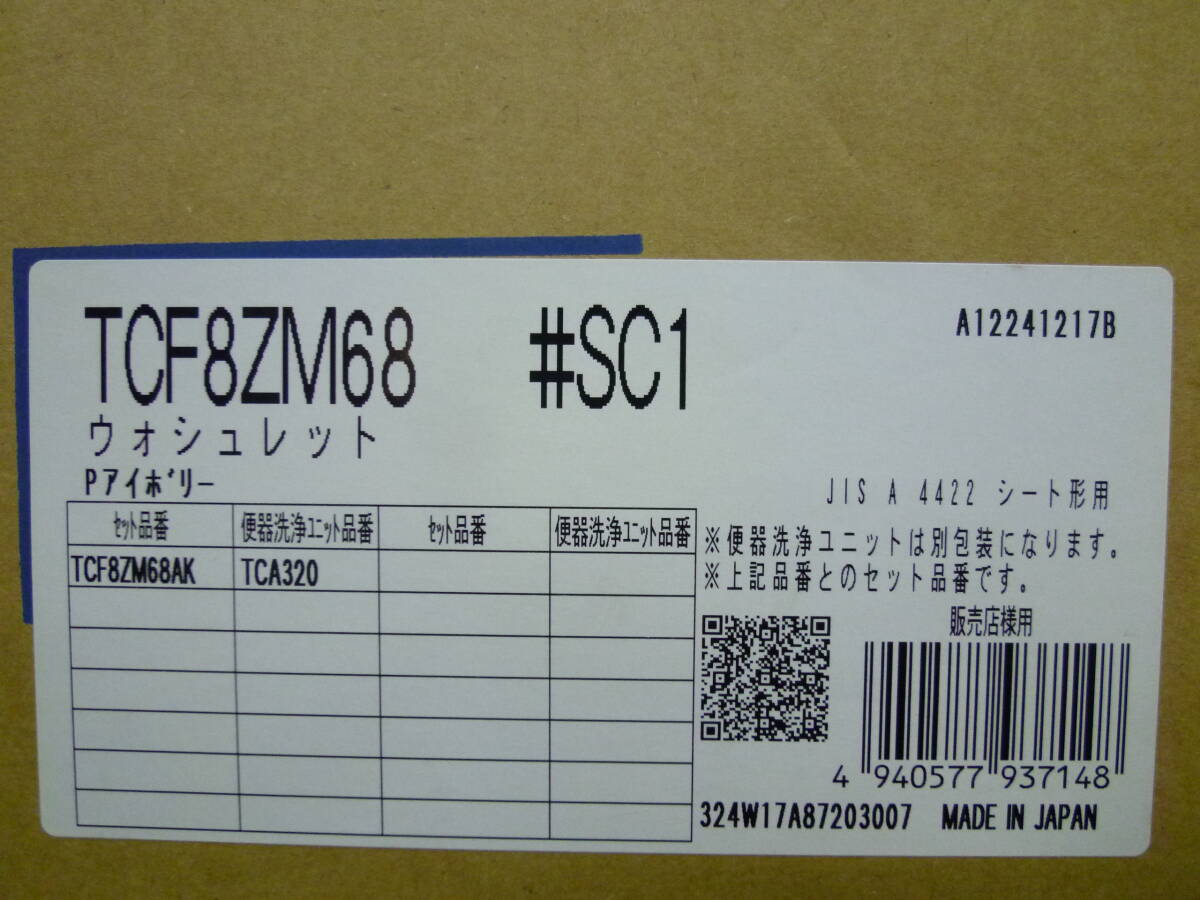 TCF8ZM68 #SC1 A12241217B
ウォシュレット
Pアイボリー
JIS A 4422 シート形用
セット品番 便器洗浄ユニット品番 セット品番 便器洗浄ユニット品番
TCF8ZM68AK TCA320
※便器洗浄ユニットは別包装になります。
※上記品番とのセット品番です。
販売店様用
4 940577 937148
324W17A87203007 MADE IN JAPAN